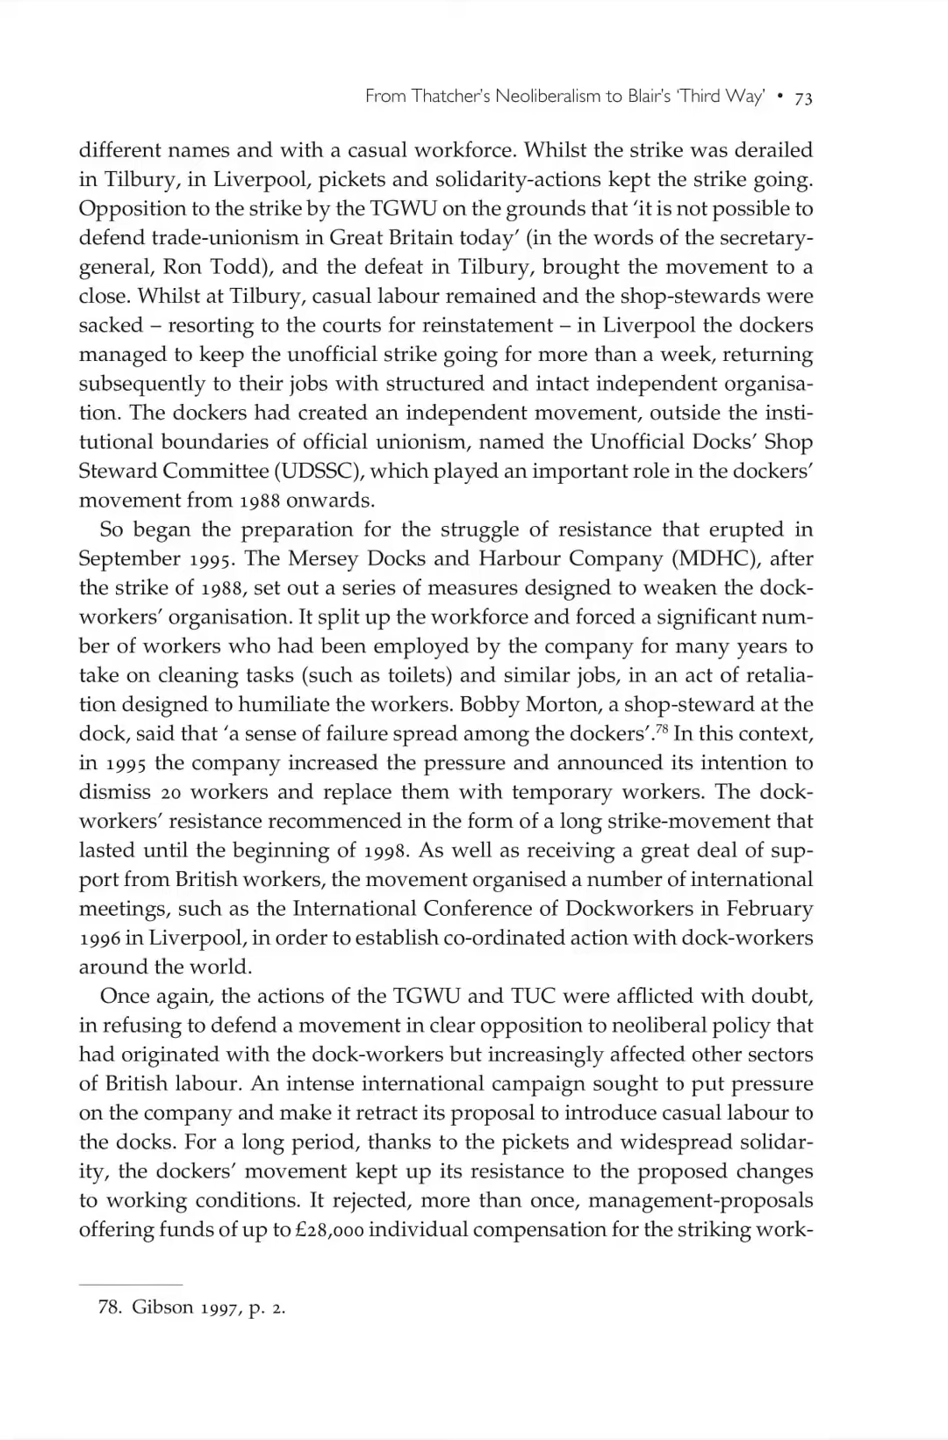 From Thatcher's Neoliberalism to Blair's 'Third Way' • 73
different names and with a casual workforce. Whilst the strike was derailed
in Tilbury, in Liverpool, pickets and solidarity-actions kept the strike going.
Opposition to the strike by the TGWU on the grounds that 'it is not possible to
defend trade-unionism in Great Britain today' (in the words of the secretary-
general, Ron Todd), and the defeat in Tilbury, brought the movement to a
close. Whilst at Tilbury, casual labour remained and the shop-stewards were
sacked – resorting to the courts for reinstatement – in Liverpool the dockers
managed to keep the unofficial strike going for more than a week, returning
subsequently to their jobs with structured and intact independent organisa-
tion. The dockers had created an independent movement, outside the insti-
tutional boundaries of official unionism, named the Unofficial Docks' Shop
Steward Committee (UDSSC), which played an important role in the dockers'
movement from 1988 onwards.
So began the preparation for the struggle of resistance that erupted in
September 1995. The Mersey Docks and Harbour Company (MDHC), after
the strike of 1988, set out a series of measures designed to weaken the dock-
workers' organisation. It split up the workforce and forced a significant num-
ber of workers who had been employed by the company for many years to
take on cleaning tasks (such as toilets) and similar jobs, in an act of retalia-
tion designed to humiliate the workers. Bobby Morton, a shop-steward at the
dock, said that 'a sense of failure spread among the dockers'.78 In this context,
in 1995 the company increased the pressure and announced its intention to
dismiss 20 workers and replace them with temporary workers. The dock-
workers' resistance recommenced in the form of a long strike-movement that
lasted until the beginning of 1998. As well as receiving a great deal of sup-
port from British workers, the movement organised a number of international
meetings, such as the International Conference of Dockworkers in February
1996 in Liverpool, in order to establish co-ordinated action with dock-workers
around the world.
Once again, the actions of the TGWU and TUC were afflicted with doubt,
in refusing to defend a movement in clear opposition to neoliberal policy that
had originated with the dock-workers but increasingly affected other sectors
of British labour. An intense international campaign sought to put pressure
on the company and make it retract its proposal to introduce casual labour to
the docks. For a long period, thanks to the pickets and widespread solidar-
ity, the dockers' movement kept up its resistance to the proposed changes
to working conditions. It rejected, more than once, management-proposals
offering funds of up to £28,000 individual compensation for the striking work-
78. Gibson 1997, p. 2.